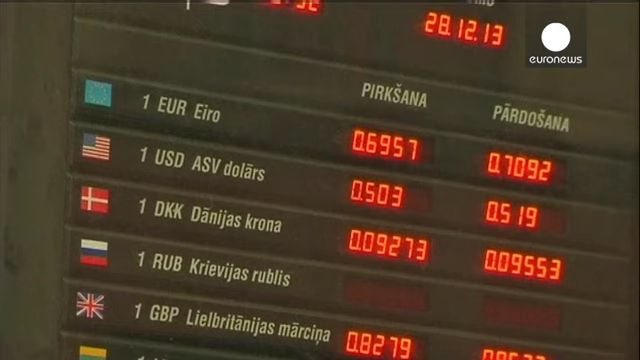 28.12.13
euronews
PIRKŠANA PĀRDOŠANA
1 EUR Eiro 0.6957 0.7092
1 USD ASV dolārs 0.503 0.519
1 DKK Dānijas krona 0.09273 0.09553
1 RUB Krievijas rublis
1 GBP Lielbritānijas mārciņa 0.8279